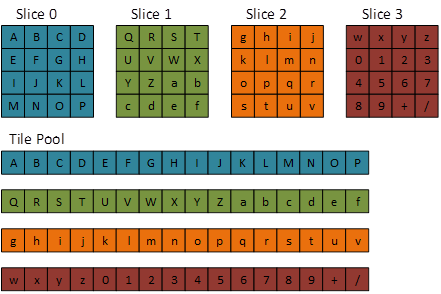 Slice 0 Slice 1 Slice 2 Slice 3
A B C D Q R S T g h i j w x y z
E F G H U V W X k l m n 0 1 2 3
I J K L Y Z a b o p q r 4 5 6 7
M N O P c d e f s t u v 8 9 + /
Tile Pool
A B C D E F G H I J K L M N O P
Q R S T U V W X Y Z a b c d e f
g h i j k l m n o p q r s t u v
w x y z 0 1 2 3 4 5 6 7 8 9 + /